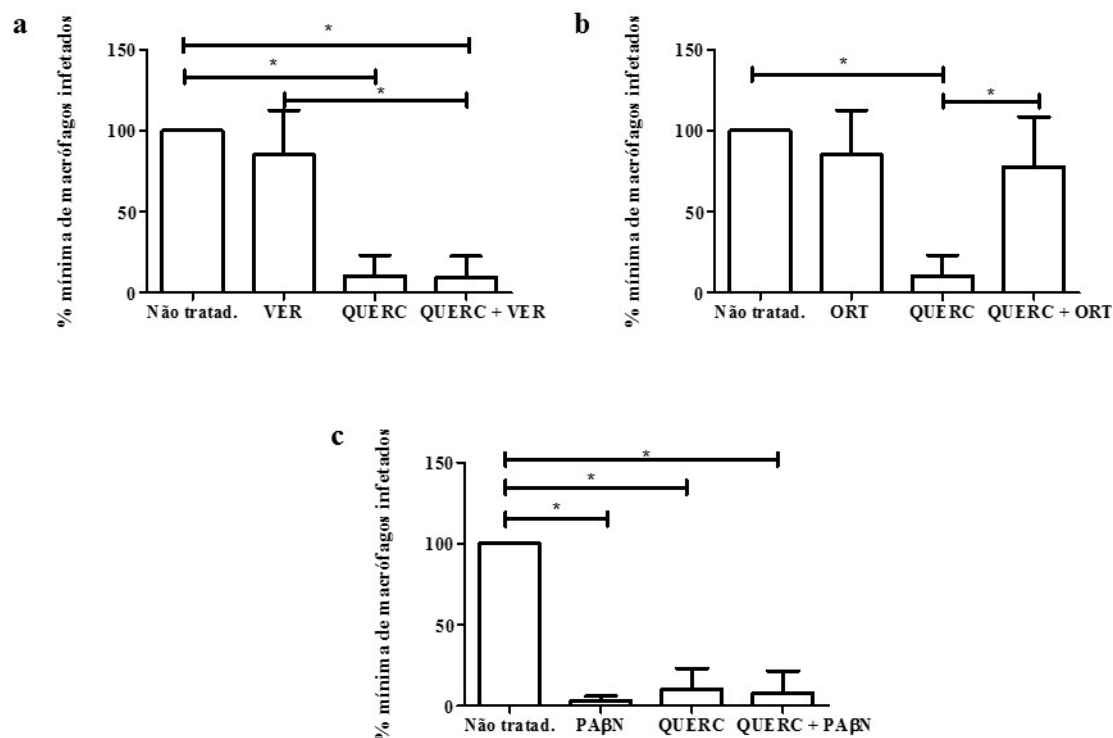 a
% mínima de macrófagos infetados
150
100
50
0
*
*
*
Não tratad. VER QUERC QUERC + VER
b
% mínima de macrófagos infetados
150
100
50
0
*
*
Não tratad. ORT QUERC QUERC + ORT
c
% mínima de macrófagos infetados
150
100
50
0
*
*
*
Não tratad. PAβN QUERC QUERC + PAβN